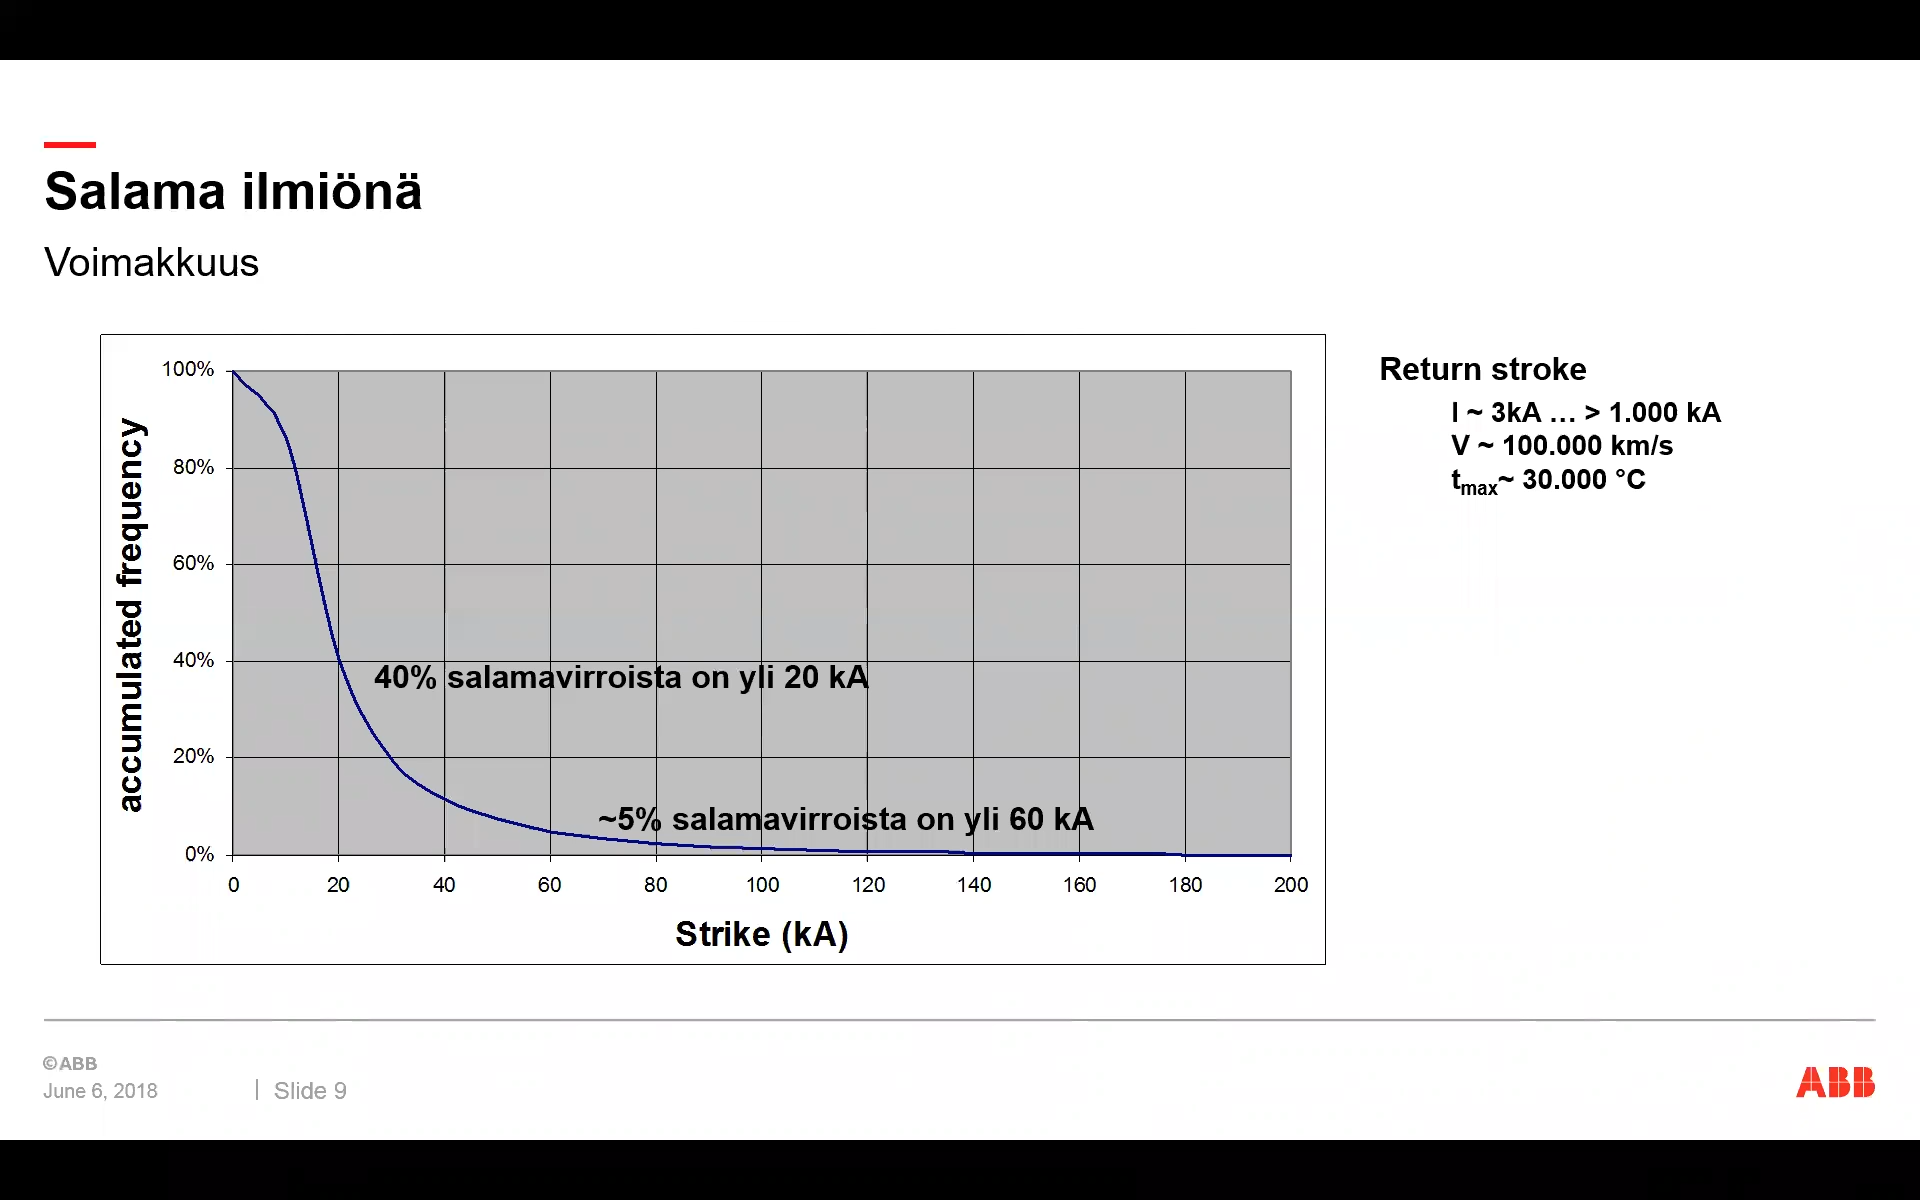 Salama ilmiönä
Voimakkuus
accumulated frequency
100%
80%
60%
40%
20%
0%
40% salamavirroista on yli 20 kA
~5% salamavirroista on yli 60 kA
0 20 40 60 80 100 120 140 160 180 200
Strike (kA)
Return stroke
I ~ 3kA … > 1.000 kA
V ~ 100.000 km/s
tmax~ 30.000 °C
©ABB
June 6, 2018 | Slide 9
ABB